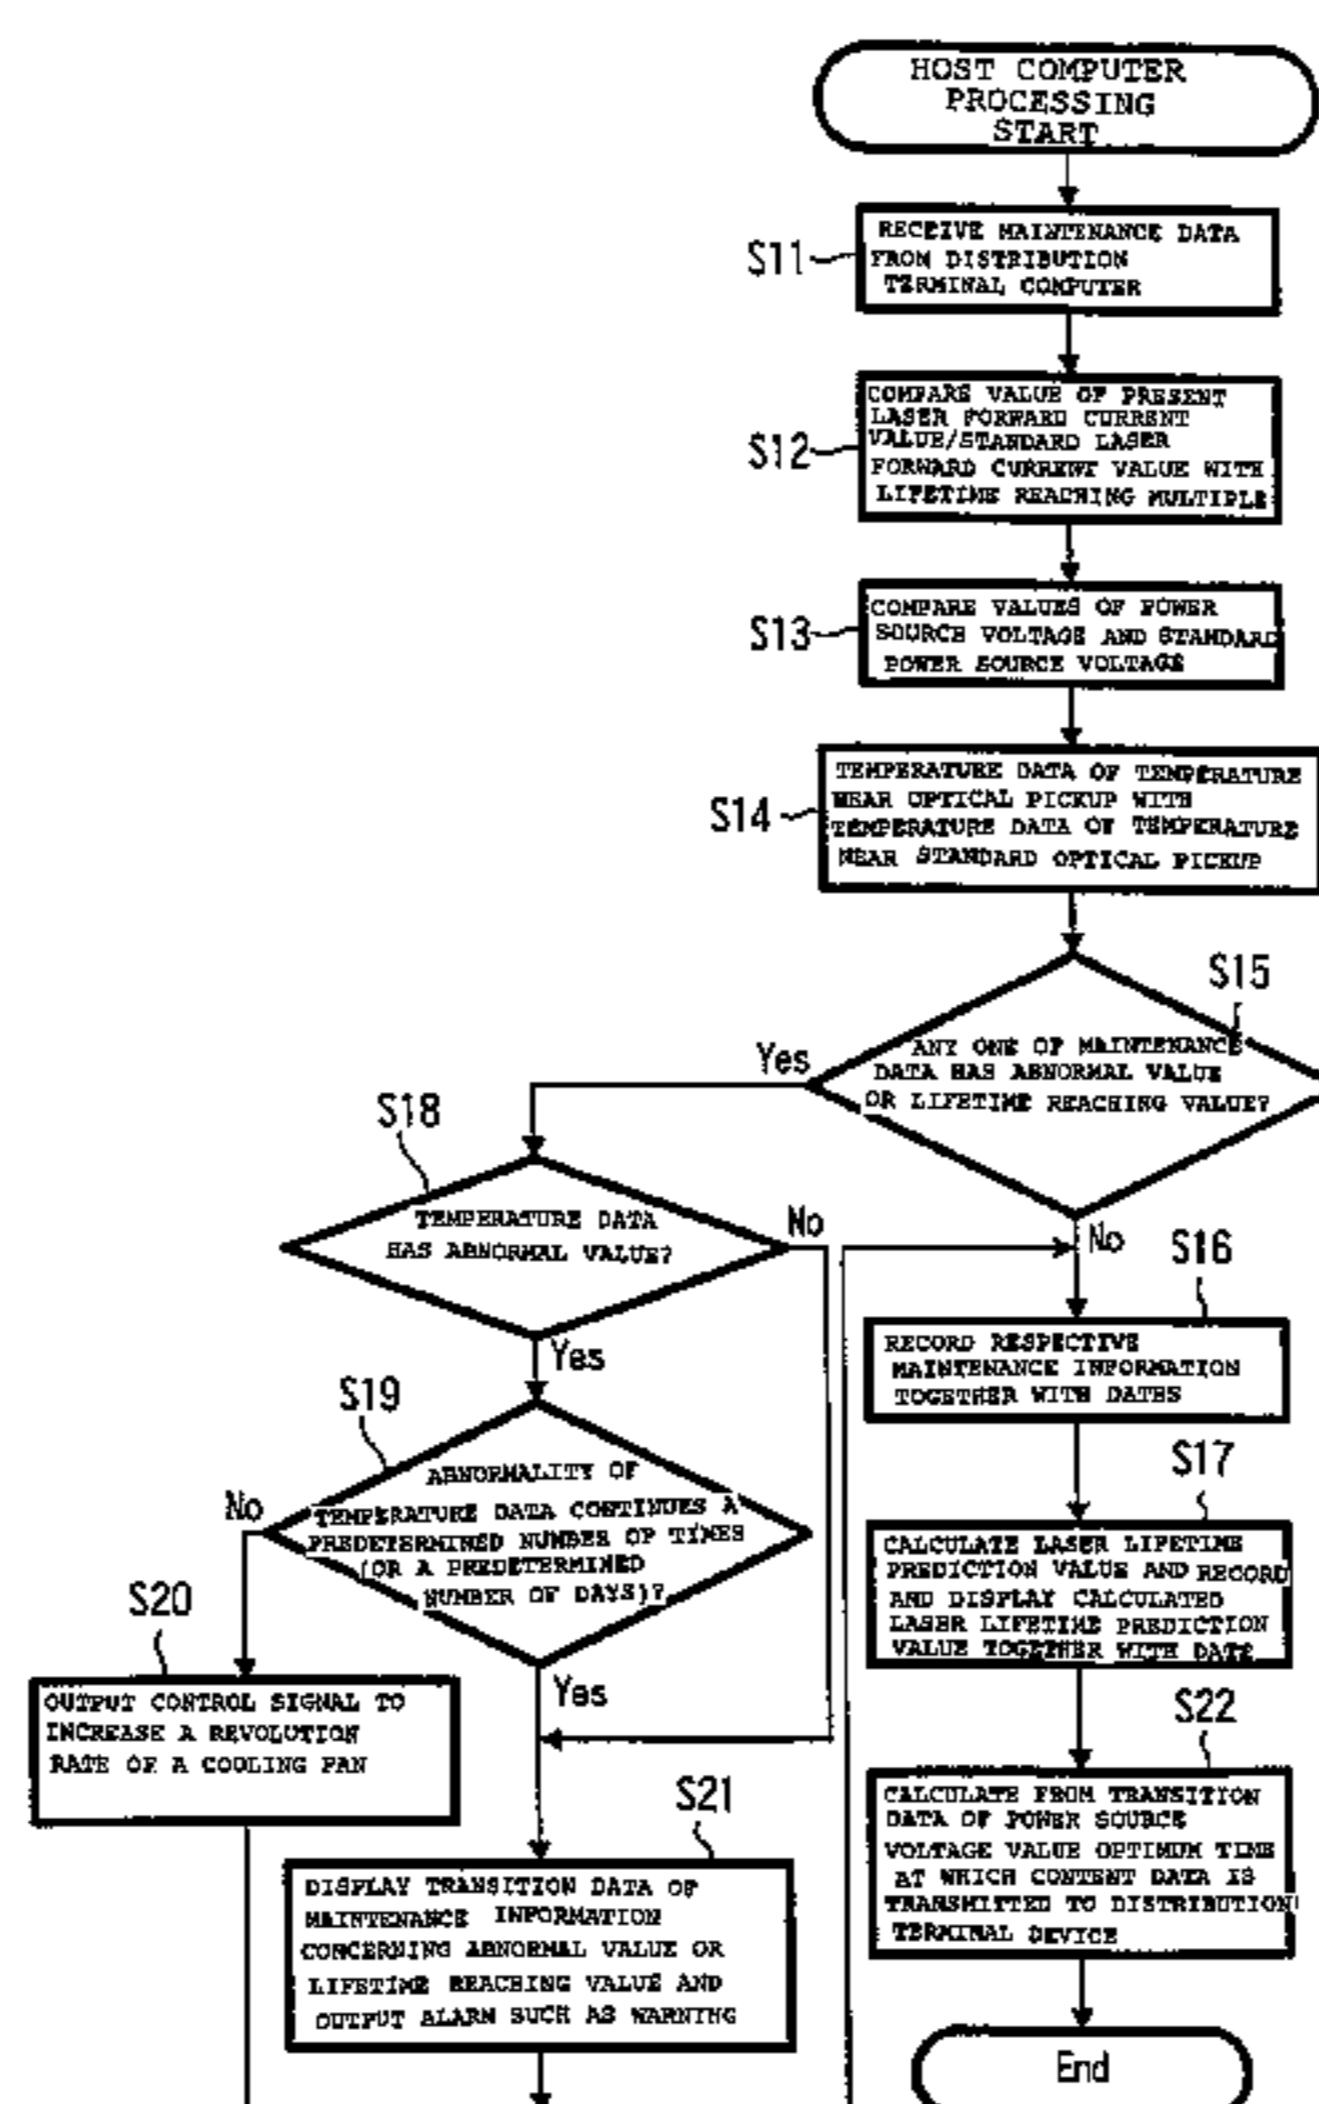 HOST COMPUTER
PROCESSING
START
S11
RECEIVE MAINTENANCE DATA
FROM DISTRIBUTION
TERMINAL COMPUTER
S12
COMPARE VALUE OF PRESENT
LASER FORWARD CURRENT
VALUE/STANDARD LASER
FORWARD CURRENT VALUE WITH
LIFETIME REACHING MULTIPLE
S13
COMPARE VALUES OF POWER
SOURCE VOLTAGE AND STANDARD
POWER SOURCE VOLTAGE
S14
TEMPERATURE DATA OF TEMPERATURE
NEAR OPTICAL PICKUP WITH
TEMPERATURE DATA OF TEMPERATURE
NEAR STANDARD OPTICAL PICKUP
S15
ANY ONE OF MAINTENANCE
DATA HAS ABNORMAL VALUE
OR LIFETIME REACHING VALUE?
Yes
No
S18
TEMPERATURE DATA
HAS ABNORMAL VALUE?
No
Yes
S16
RECORD RESPECTIVE
MAINTENANCE INFORMATION
TOGETHER WITH DATES
S19
ABNORMALITY OF
TEMPERATURE DATA CONTINUES A
PREDETERMINED NUMBER OF TIMES
(OR A PREDETERMINED
NUMBER OF DAYS)?
No
Yes
S17
CALCULATE LASER LIFETIME
PREDICTION VALUE AND RECORD
AND DISPLAY CALCULATED
LASER LIFETIME PREDICTION
VALUE TOGETHER WITH DATE
S20
OUTPUT CONTROL SIGNAL TO
INCREASE A REVOLUTION
RATE OF A COOLING FAN
S22
CALCULATE FROM TRANSITION
DATA OF POWER SOURCE
VOLTAGE VALUE OPTIMUM TIME
AT WHICH CONTENT DATA IS
TRANSMITTED TO DISTRIBUTION
TERMINAL DEVICE
S21
DISPLAY TRANSITION DATA OF
MAINTENANCE INFORMATION
CONCERNING ABNORMAL VALUE OR
LIFETIME REACHING VALUE AND
OUTPUT ALARM SUCH AS WARNING
End